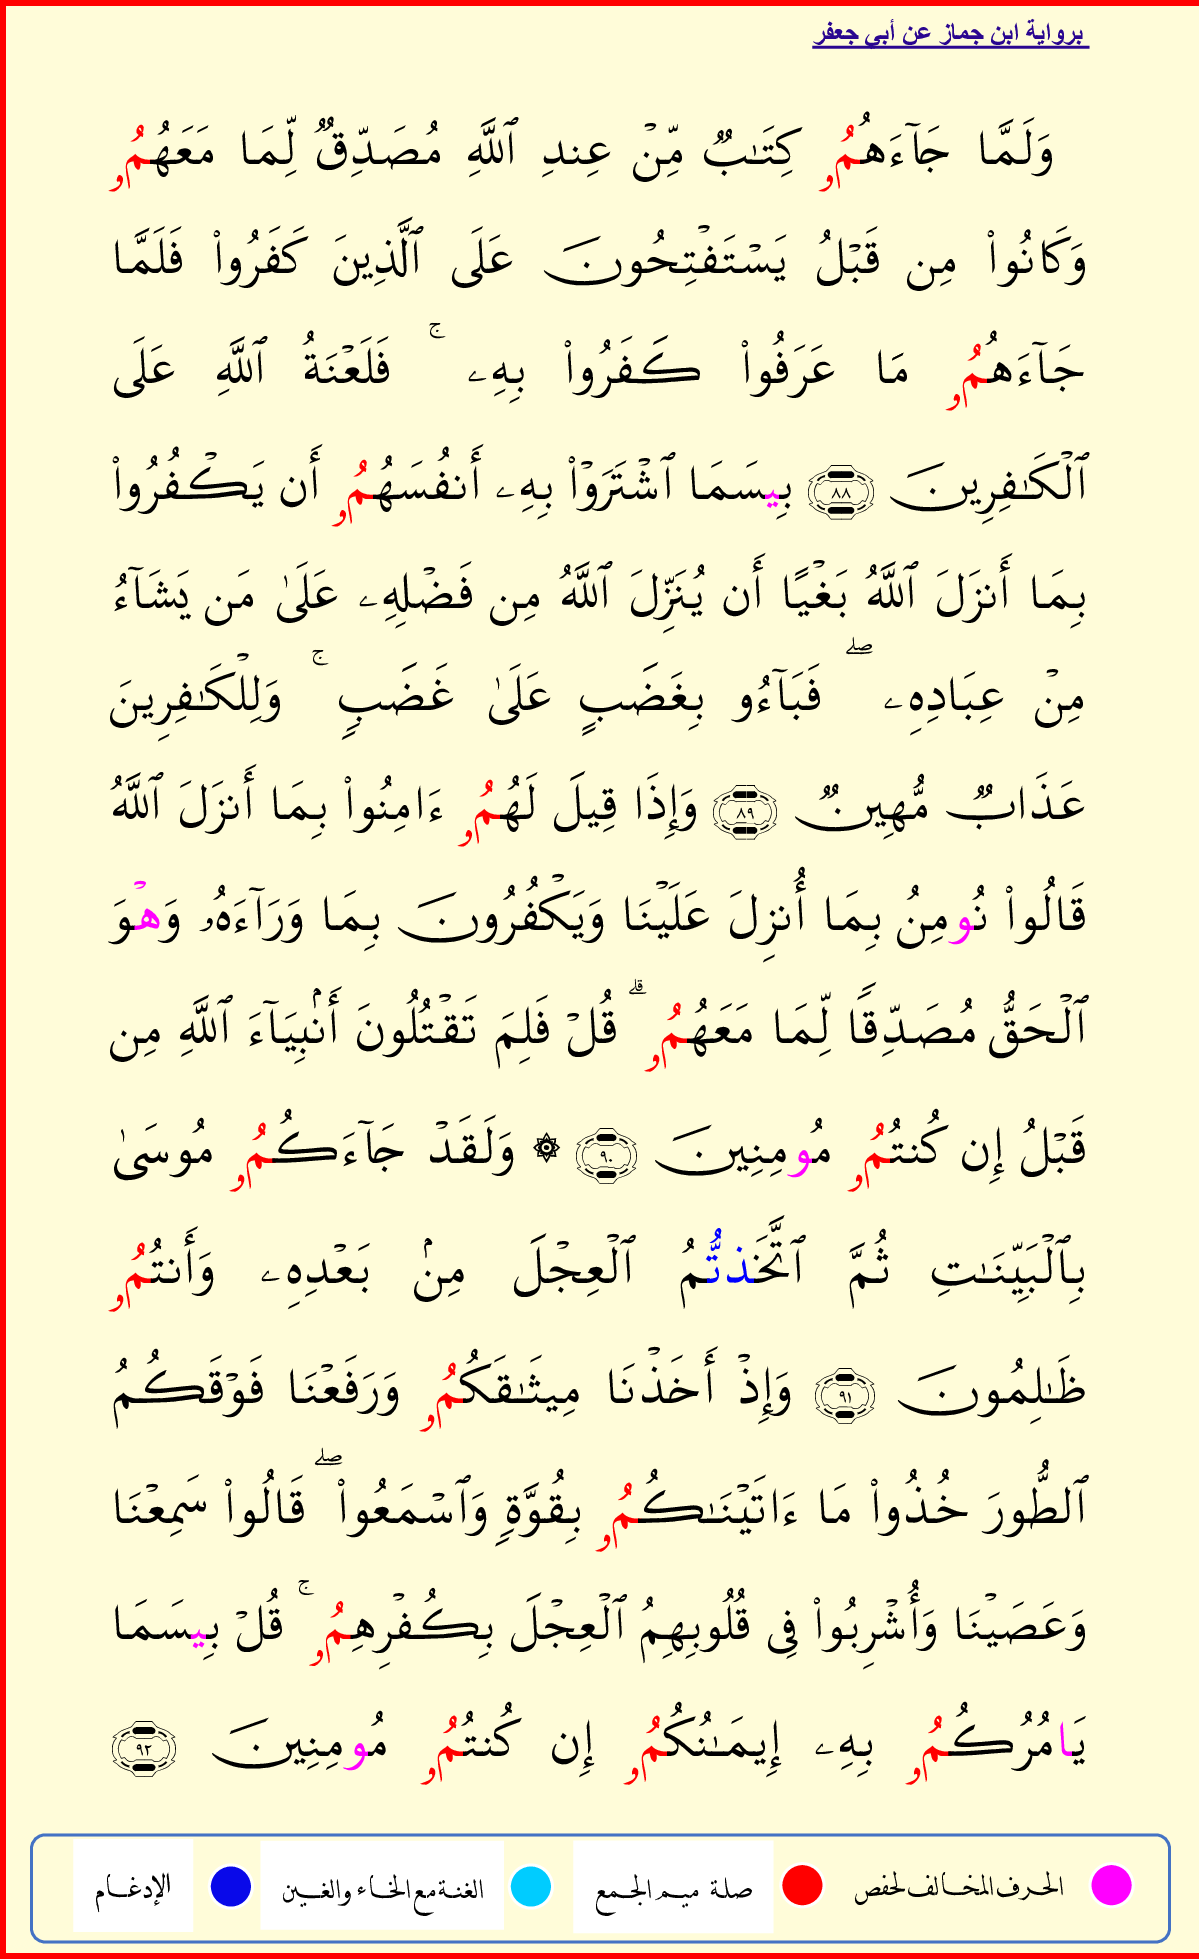 برواية ابن جماز عن أبي جعفر
وَلَمَّا جَآءَهُمُۥ كِتَٰبٌ مِّنۡ عِندِ ٱللَّهِ مُصَدِّقٌ لِّمَا مَعَهُمُۥ
وَكَانُواْ مِن قَبۡلُ يَسۡتَفۡتِحُونَ عَلَى ٱلَّذِينَ كَفَرُواْ فَلَمَّا
جَآءَهُمُۥ مَا عَرَفُواْ كَفَرُواْ بِهِۦ ۚ فَلَعۡنَةُ ٱللَّهِ عَلَى
ٱلۡكَٰفِرِينَ ٨٨ بِيسَمَا ٱشۡتَرَوۡاْ بِهِۦ أَنفُسَهُمُۥ أَن يَكۡفُرُواْ
بِمَا أَنزَلَ ٱللَّهُ بَغۡيًا أَن يُنَزِّلَ ٱللَّهُ مِن فَضۡلِهِۦ عَلَىٰ مَن يَشَآءُ
مِنۡ عِبَادِهِۦ ۖ فَبَآءُو بِغَضَبٍ عَلَىٰ غَضَبٍ ۚ وَلِلۡكَٰفِرِينَ
عَذَابٌ مُّهِينٌ ٨٩ وَإِذَا قِيلَ لَهُمُۥ ءَامِنُواْ بِمَا أَنزَلَ ٱللَّهُ
قَالُواْ نُومِنُ بِمَا أُنزِلَ عَلَيۡنَا وَيَكۡفُرُونَ بِمَا وَرَآءَهُۥ وَهۡوَ
ٱلۡحَقُّ مُصَدِّقًا لِّمَا مَعَهُمُۥ ۗ قُلۡ فَلِمَ تَقۡتُلُونَ أَنۢبِيَآءَ ٱللَّهِ مِن
قَبۡلُ إِن كُنتُمُۥ مُومِنِينَ ٩٠ ۞ وَلَقَدۡ جَآءَكُمُۥ مُوسَىٰ
بِٱلۡبَيِّنَٰتِ ثُمَّ ٱتَّخَذتُّمُ ٱلۡعِجۡلَ مِنۢ بَعۡدِهِۦ وَأَنتُمُۥ
ظَٰلِمُونَ ٩١ وَإِذۡ أَخَذۡنَا مِيثَٰقَكُمُۥ وَرَفَعۡنَا فَوۡقَكُمُ
ٱلطُّورَ خُذُواْ مَا ءَاتَيۡنَٰكُمُۥ بِقُوَّةٍ وَٱسۡمَعُواْ ۖ قَالُواْ سَمِعۡنَا
وَعَصَيۡنَا وَأُشۡرِبُواْ فِي قُلُوبِهِمُ ٱلۡعِجۡلَ بِكُفۡرِهِمُۥ ۚ قُلۡ بِيسَمَا
يَامُرُكُمُۥ بِهِۦ إِيمَٰنُكُمُۥ إِن كُنتُمُۥ مُومِنِينَ ٩٢
الحرف المخالف لحفص صلة ميم الجمع الغنة مع الخاء والغين الإدغام